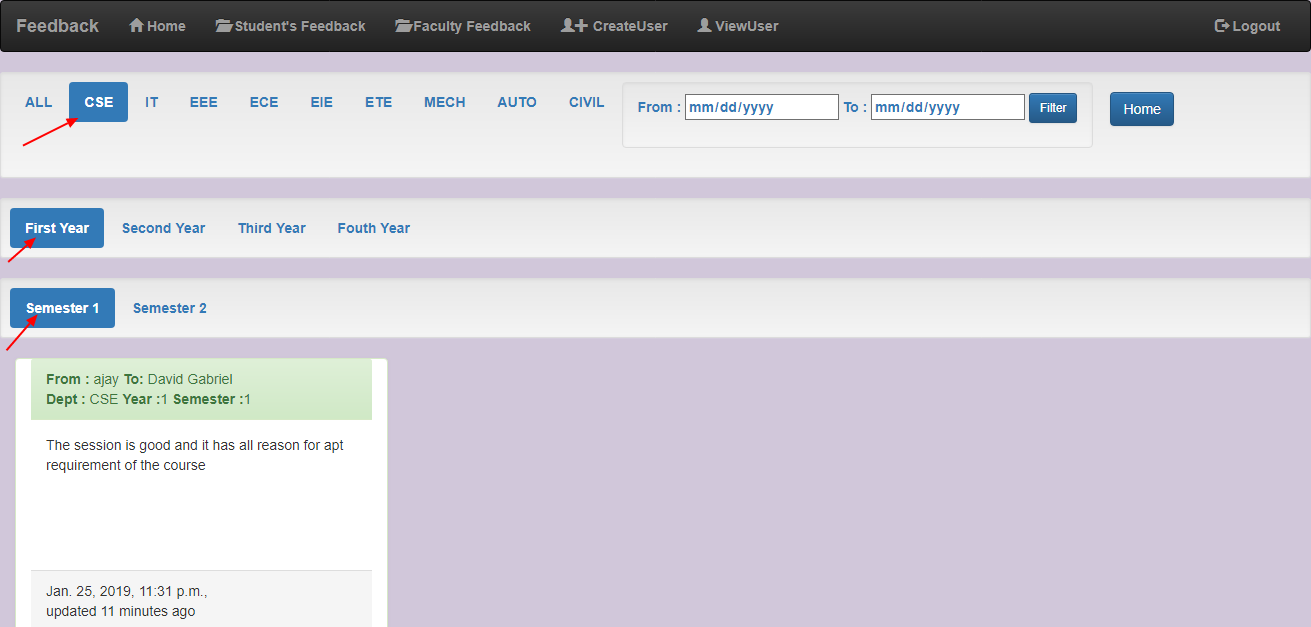 Feedback Home Student's Feedback Faculty Feedback CreateUser ViewUser Logout
ALL CSE IT EEE ECE EIE ETE MECH AUTO CIVIL From : mm/dd/yyyy To : mm/dd/yyyy Filter Home
First Year Second Year Third Year Fouth Year
Semester 1 Semester 2
From : ajay To: David Gabriel
Dept : CSE Year :1 Semester :1
The session is good and it has all reason for apt
requirement of the course
Jan. 25, 2019, 11:31 p.m.,
updated 11 minutes ago